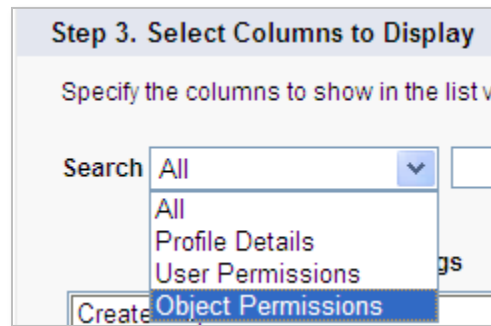 Step 3. Select Columns to Display
Specify the columns to show in the list
Search All
All
Profile Details
User Permissions
gs
Object Permissions
Create